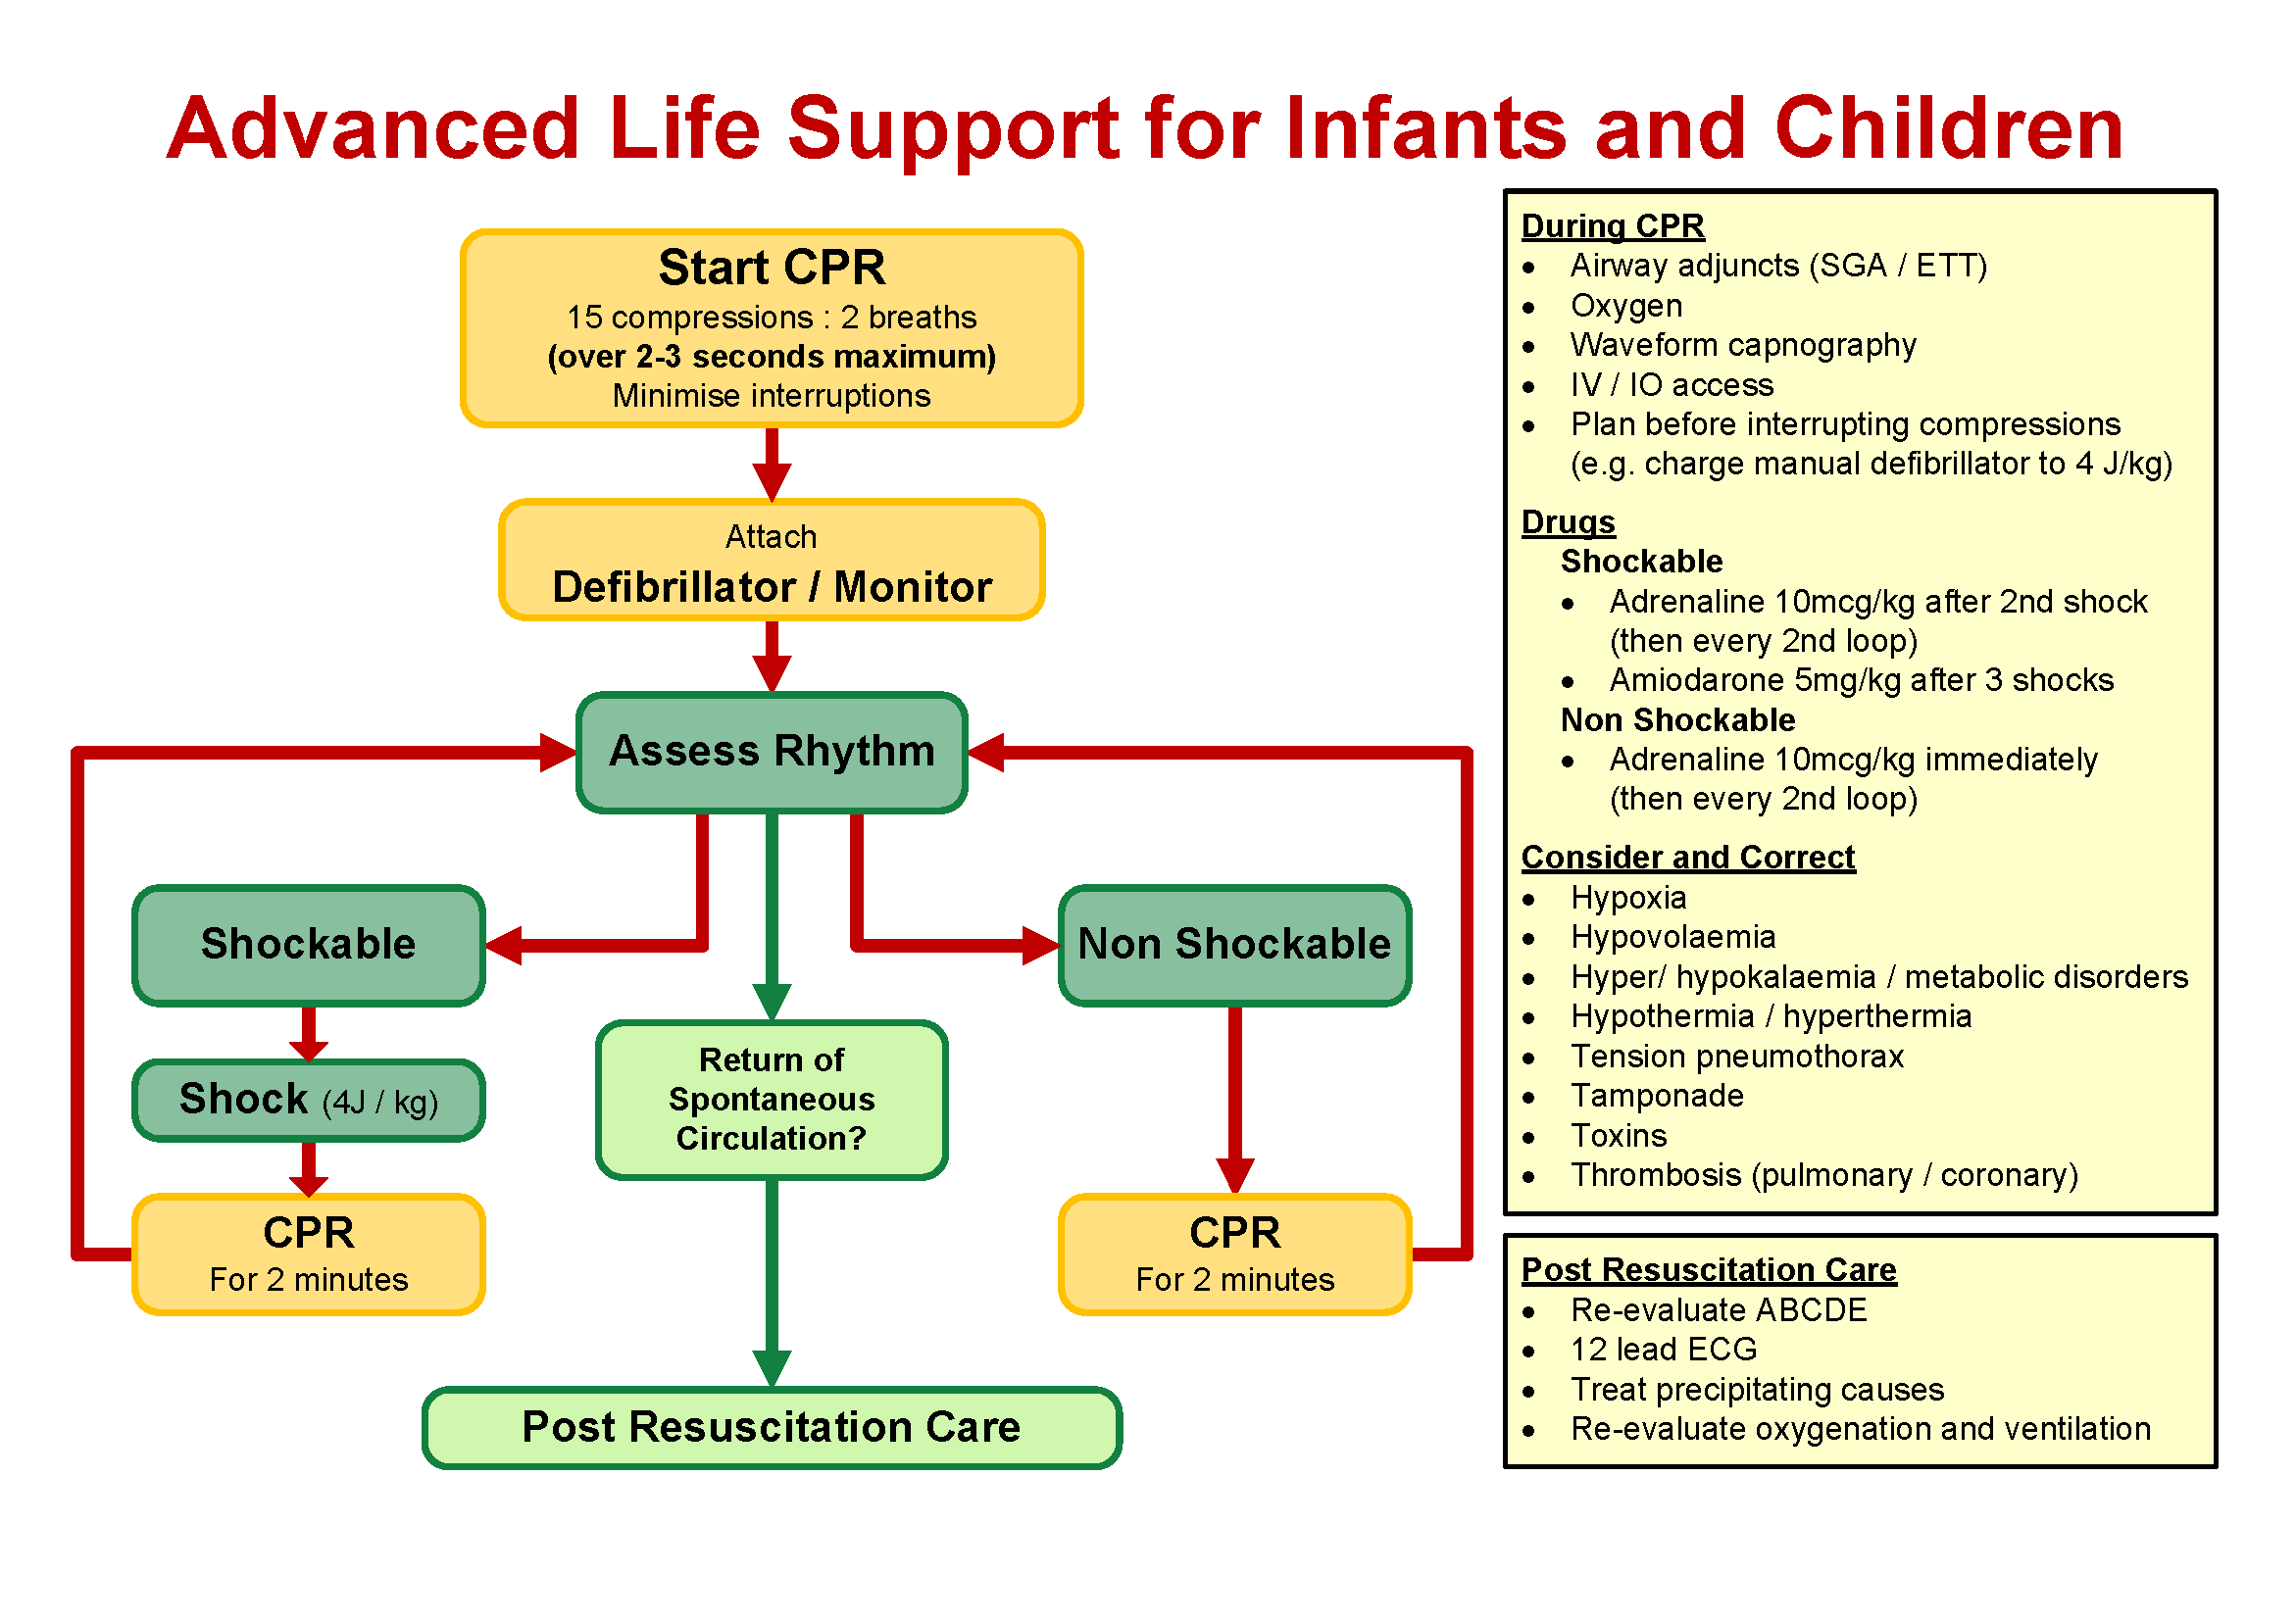 Advanced Life Support for Infants and Children
Start CPR
15 compressions : 2 breaths
(over 2-3 seconds maximum)
Minimise interruptions
Attach
Defibrillator / Monitor
Assess Rhythm
Shockable
Non Shockable
Shock (4J / kg)
Return of
Spontaneous
Circulation?
CPR
For 2 minutes
CPR
For 2 minutes
Post Resuscitation Care
During CPR
• Airway adjuncts (SGA / ETT)
• Oxygen
• Waveform capnography
• IV / IO access
• Plan before interrupting compressions
(e.g. charge manual defibrillator to 4 J/kg)
Drugs
Shockable
• Adrenaline 10mcg/kg after 2nd shock
(then every 2nd loop)
• Amiodarone 5mg/kg after 3 shocks
Non Shockable
• Adrenaline 10mcg/kg immediately
(then every 2nd loop)
Consider and Correct
• Hypoxia
• Hypovolaemia
• Hyper/ hypokalaemia / metabolic disorders
• Hypothermia / hyperthermia
• Tension pneumothorax
• Tamponade
• Toxins
• Thrombosis (pulmonary / coronary)
Post Resuscitation Care
• Re-evaluate ABCDE
• 12 lead ECG
• Treat precipitating causes
• Re-evaluate oxygenation and ventilation